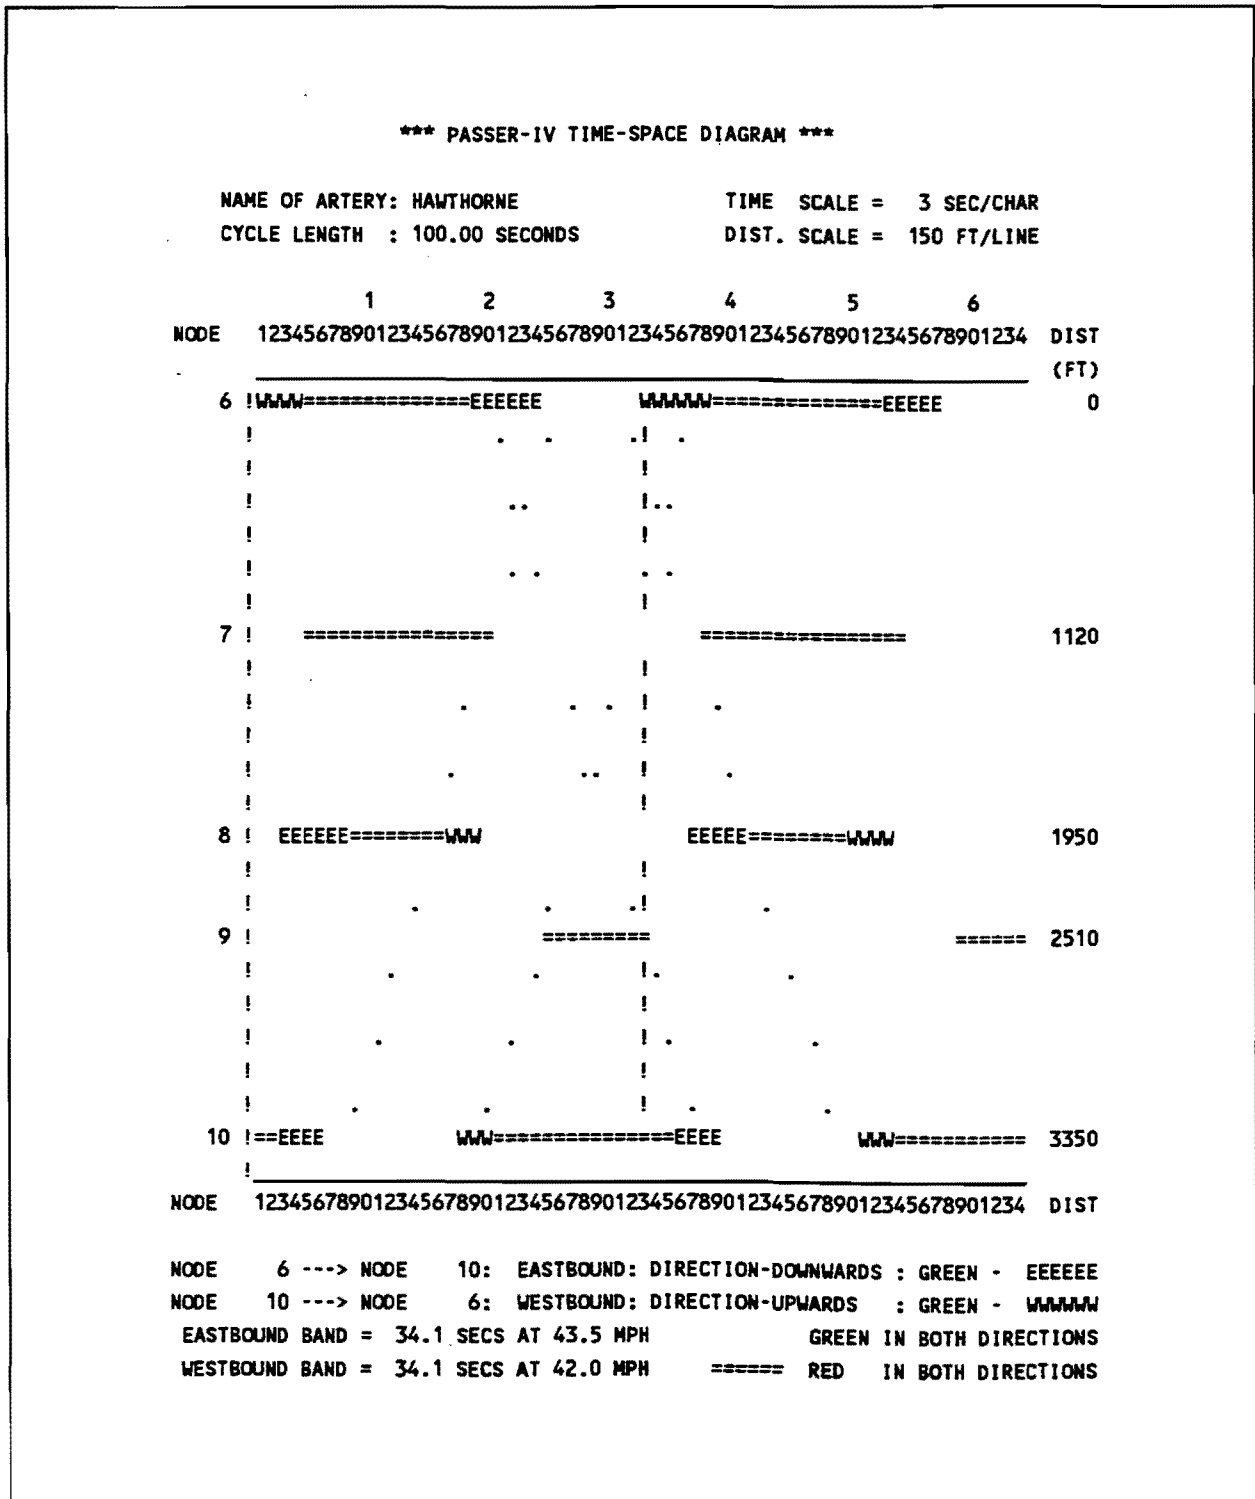 *** PASSER-IV TIME-SPACE DIAGRAM ***
NAME OF ARTERY: HAWTHORNE TIME SCALE = 3 SEC/CHAR
CYCLE LENGTH : 100.00 SECONDS DIST. SCALE = 150 FT/LINE
1 2 3 4 5 6
NODE 1234567890123456789012345678901234567890123456789012345678901234 DIST
(FT)
6 !WWWW==============EEEEEE WWWWWW==============EEEEE 0
! . . .! .
! !
! .. !..
! !
! . . . .
! !
7 ! ================ ================= 1120
! !
! . . . ! .
! !
! . .. ! .
! !
8 ! EEEEEE========WWW EEEEE========WWWW 1950
! !
! . . .! .
9 ! ========= ====== 2510
! . . !. .
! !
! . . ! . .
! !
! . . ! . .
10 !==EEEE WWW===============EEEE WWW=========== 3350
!
NODE 1234567890123456789012345678901234567890123456789012345678901234 DIST
NODE 6 ---> NODE 10: EASTBOUND: DIRECTION-DOWNWARDS : GREEN - EEEEEE
NODE 10 ---> NODE 6: WESTBOUND: DIRECTION-UPWARDS : GREEN - WWWWWW
EASTBOUND BAND = 34.1 SECS AT 43.5 MPH GREEN IN BOTH DIRECTIONS
WESTBOUND BAND = 34.1 SECS AT 42.0 MPH ====== RED IN BOTH DIRECTIONS